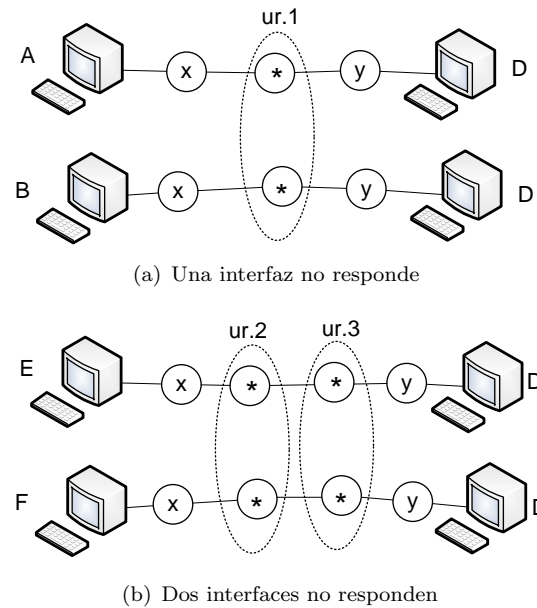 ur.1
A x * y D
B x * y D
(a) Una interfaz no responde
ur.2 ur.3
E x * * y D
F x * * y D
(b) Dos interfaces no responden